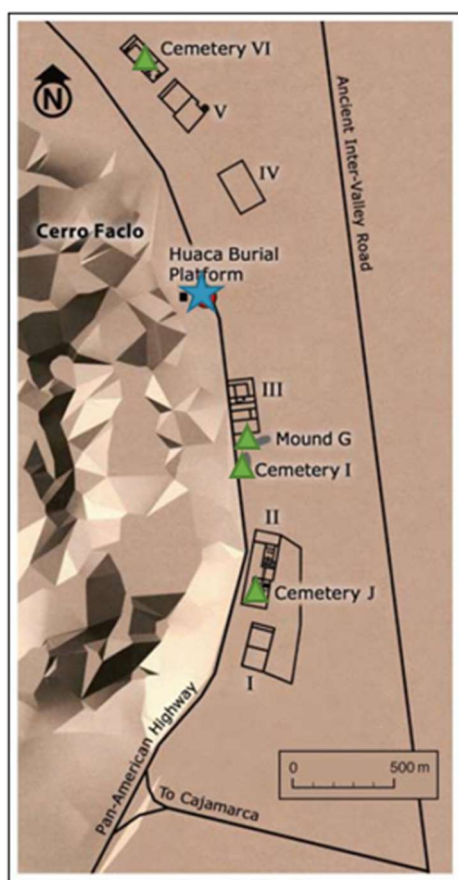 Cemetery VI
N
V
Ancient Inter-Valley Road
IV
Cerro Faclo
Huaca Burial
Platform
III
Mound G
Cemetery I
II
Cemetery J
I
Pan-American Highway
0 500 m
To Cajamarca